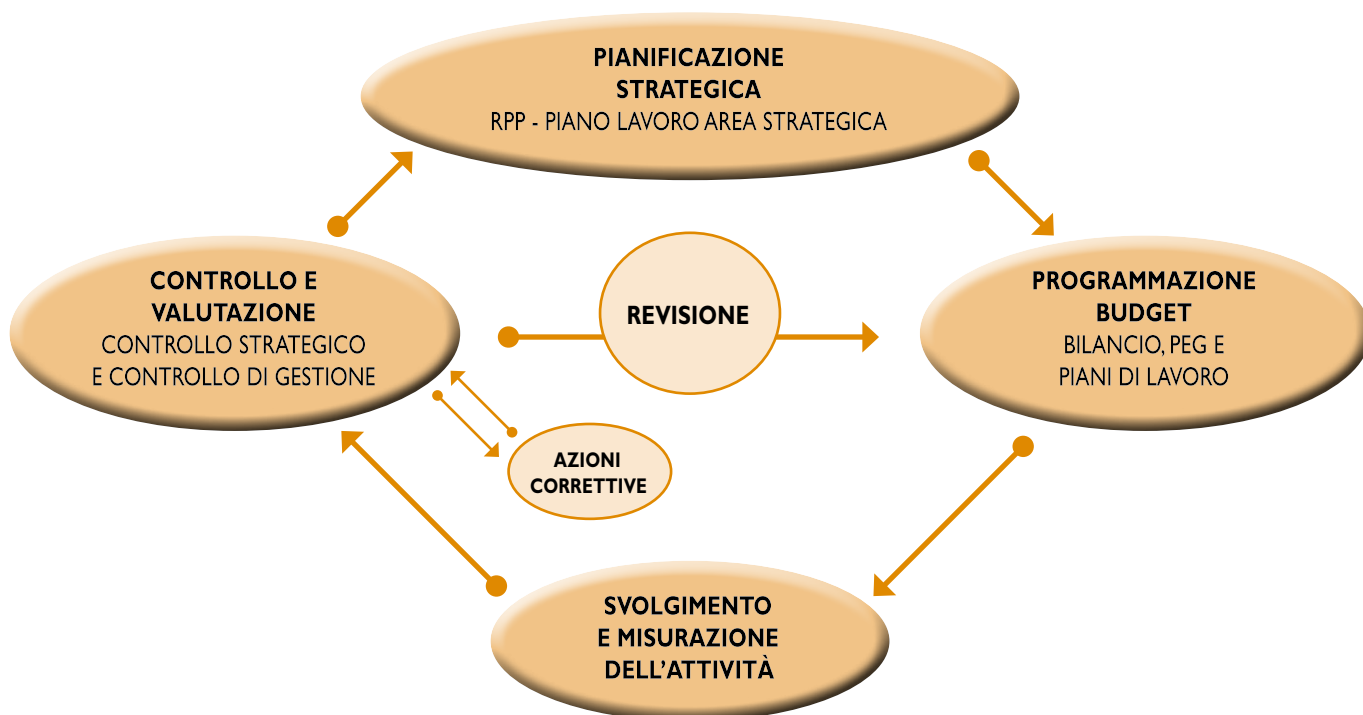 PIANIFICAZIONE
STRATEGICA
RPP - PIANO LAVORO AREA STRATEGICA
CONTROLLO E
VALUTAZIONE
CONTROLLO STRATEGICO
E CONTROLLO DI GESTIONE
REVISIONE
PROGRAMMAZIONE
BUDGET
BILANCIO, PEG E
PIANI DI LAVORO
AZIONI
CORRETTIVE
SVOLGIMENTO
E MISURAZIONE
DELL'ATTIVITÀ